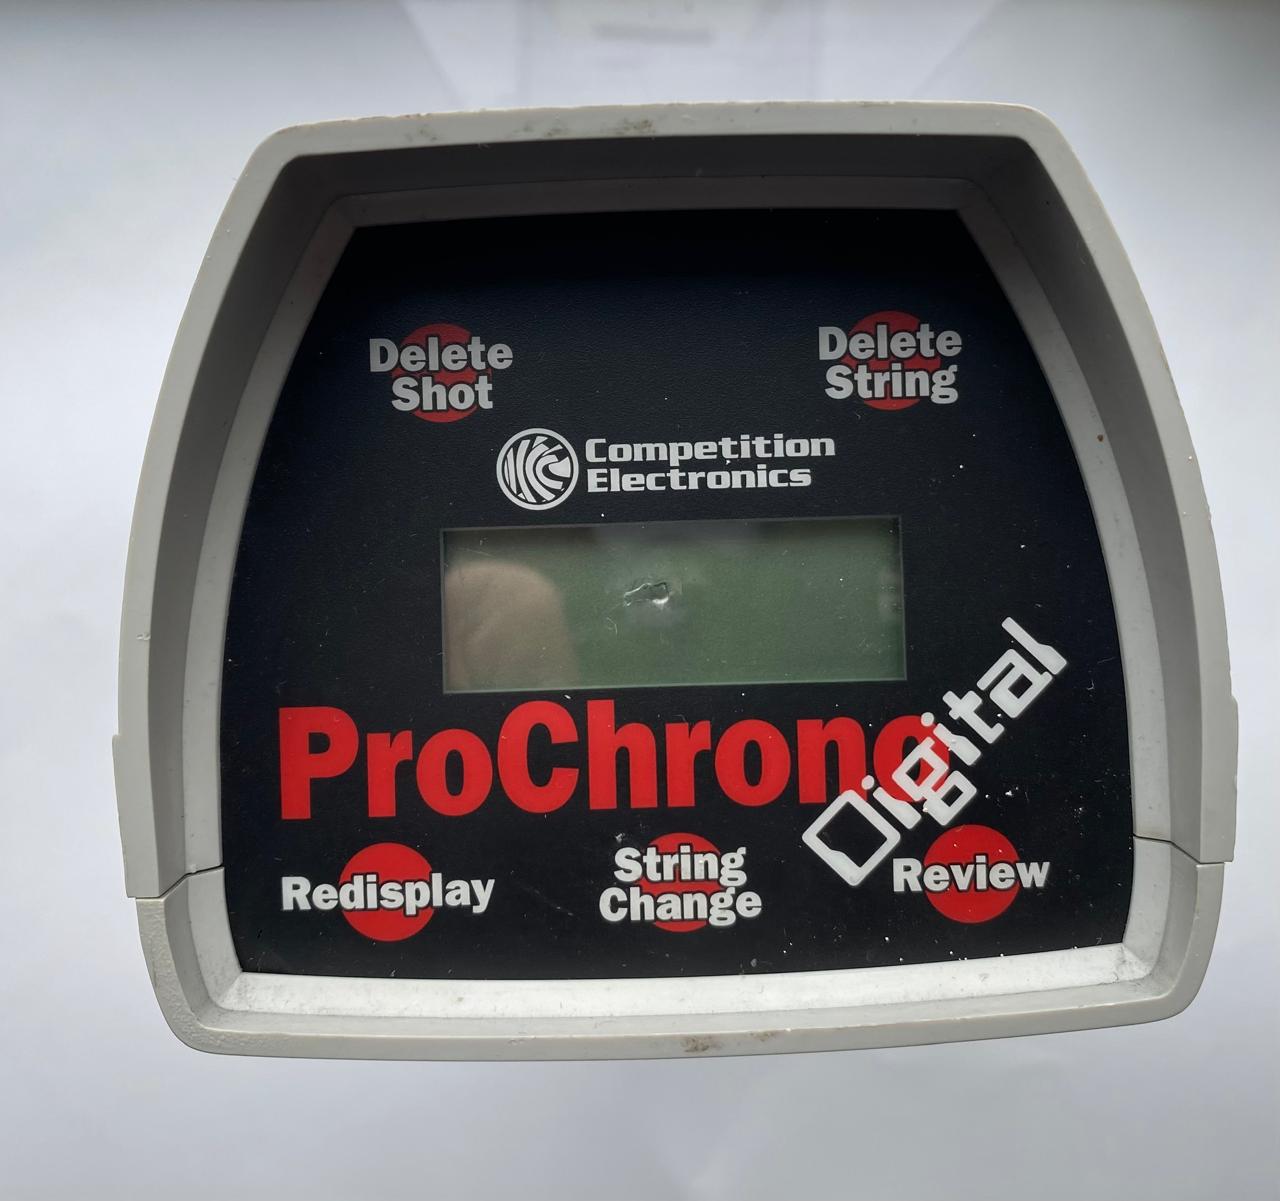 Delete
Shot
Delete
String
Competition
Electronics
ProChrono
Digital
Redisplay
String
Change
Review